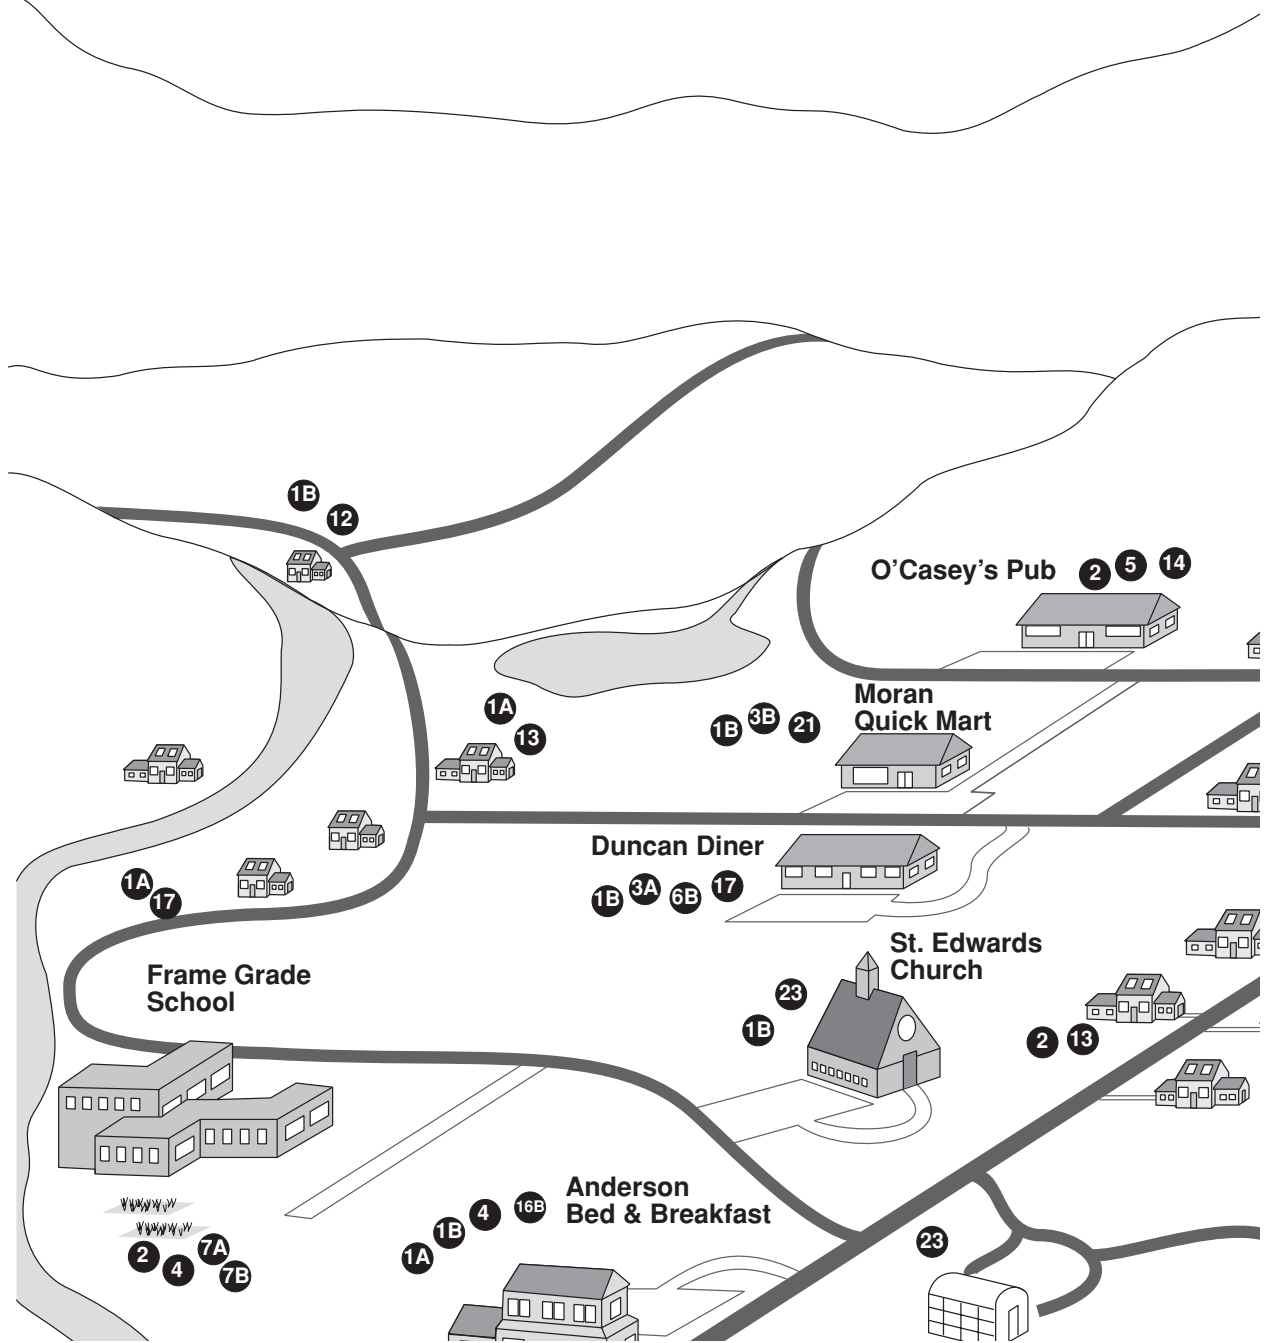 1B
12
O'Casey's Pub
2 5 14
1A
13
1B 3B 21
Moran
Quick Mart
Duncan Diner
1B 3A 6B 17
1A
17
Frame Grade
School
St. Edwards
Church
23
1B
2 13
Anderson
Bed & Breakfast
1A 1B 4 16B
23
2 4 7A
7B